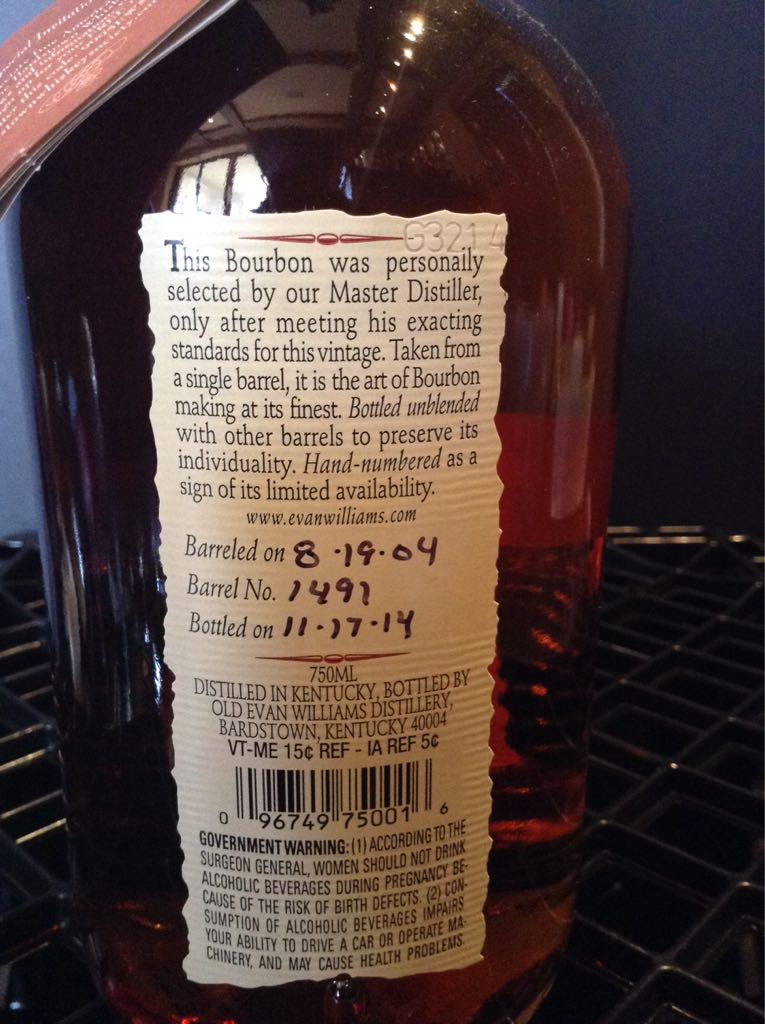 G3214
This Bourbon was personally
selected by our Master Distiller,
only after meeting his exacting
standards for this vintage. Taken from
a single barrel, it is the art of Bourbon
making at its finest. Bottled unblended
with other barrels to preserve its
individuality. Hand-numbered as a
sign of its limited availability.
www.evanwilliams.com
Barreled on 8-19-04
Barrel No. 1491
Bottled on 11-17-14
750ML
DISTILLED IN KENTUCKY, BOTTLED BY
OLD EVAN WILLIAMS DISTILLERY,
BARDSTOWN, KENTUCKY 40004
VT-ME 15¢ REF - IA REF 5¢
0 96749 75001 6
GOVERNMENT WARNING: (1) ACCORDING TO THE
SURGEON GENERAL, WOMEN SHOULD NOT DRINK
ALCOHOLIC BEVERAGES DURING PREGNANCY BE-
CAUSE OF THE RISK OF BIRTH DEFECTS. (2) CON-
SUMPTION OF ALCOHOLIC BEVERAGES IMPAIRS
YOUR ABILITY TO DRIVE A CAR OR OPERATE MA-
CHINERY, AND MAY CAUSE HEALTH PROBLEMS.